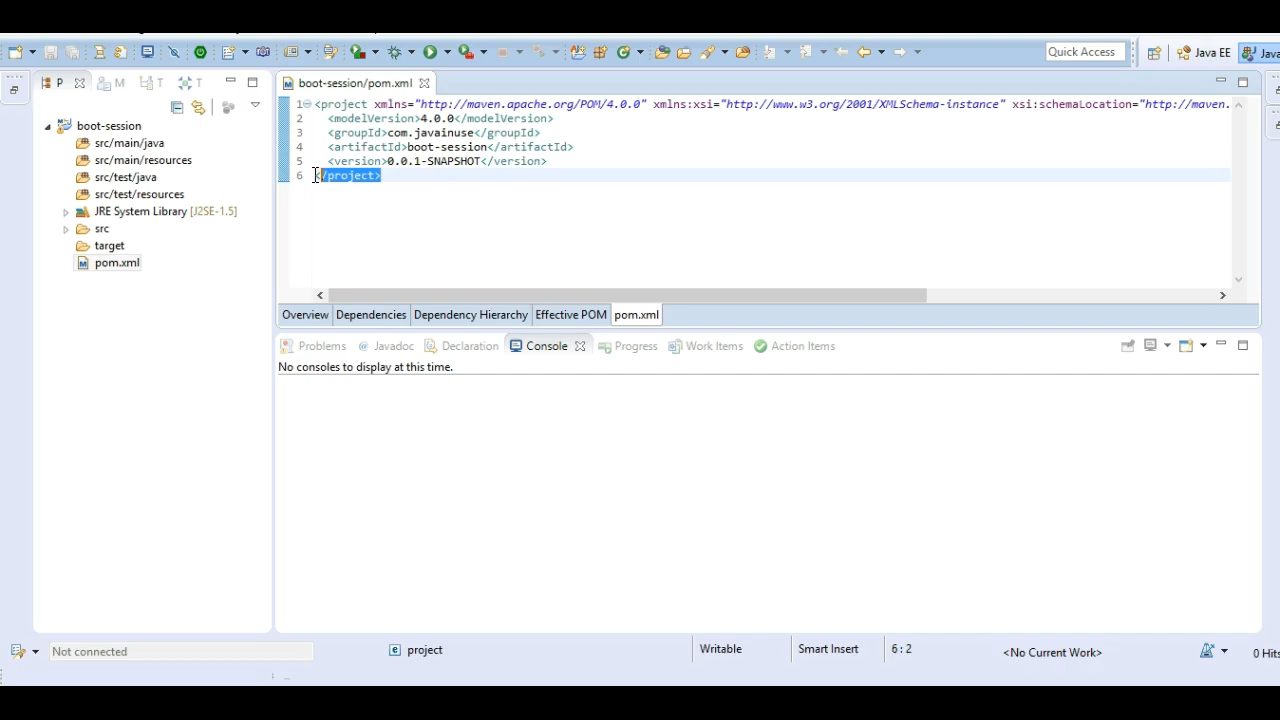 Quick Access
Java EE
Java
P
M
T
T
boot-session/pom.xml
boot-session
src/main/java
src/main/resources
src/test/java
src/test/resources
JRE System Library [J2SE-1.5]
src
target
pom.xml
1 <project xmlns="http://maven.apache.org/POM/4.0.0" xmlns:xsi="http://www.w3.org/2001/XMLSchema-instance" xsi:schemaLocation="http://maven.
2 <modelVersion>4.0.0</modelVersion>
3 <groupId>com.javainuse</groupId>
4 <artifactId>boot-session</artifactId>
5 <version>0.0.1-SNAPSHOT</version>
6 </project>
Overview Dependencies Dependency Hierarchy Effective POM pom.xml
Problems Javadoc Declaration Console Progress Work Items Action Items
No consoles to display at this time.
Not connected
project
Writable
Smart Insert
6 : 2
<No Current Work>
0 Hits